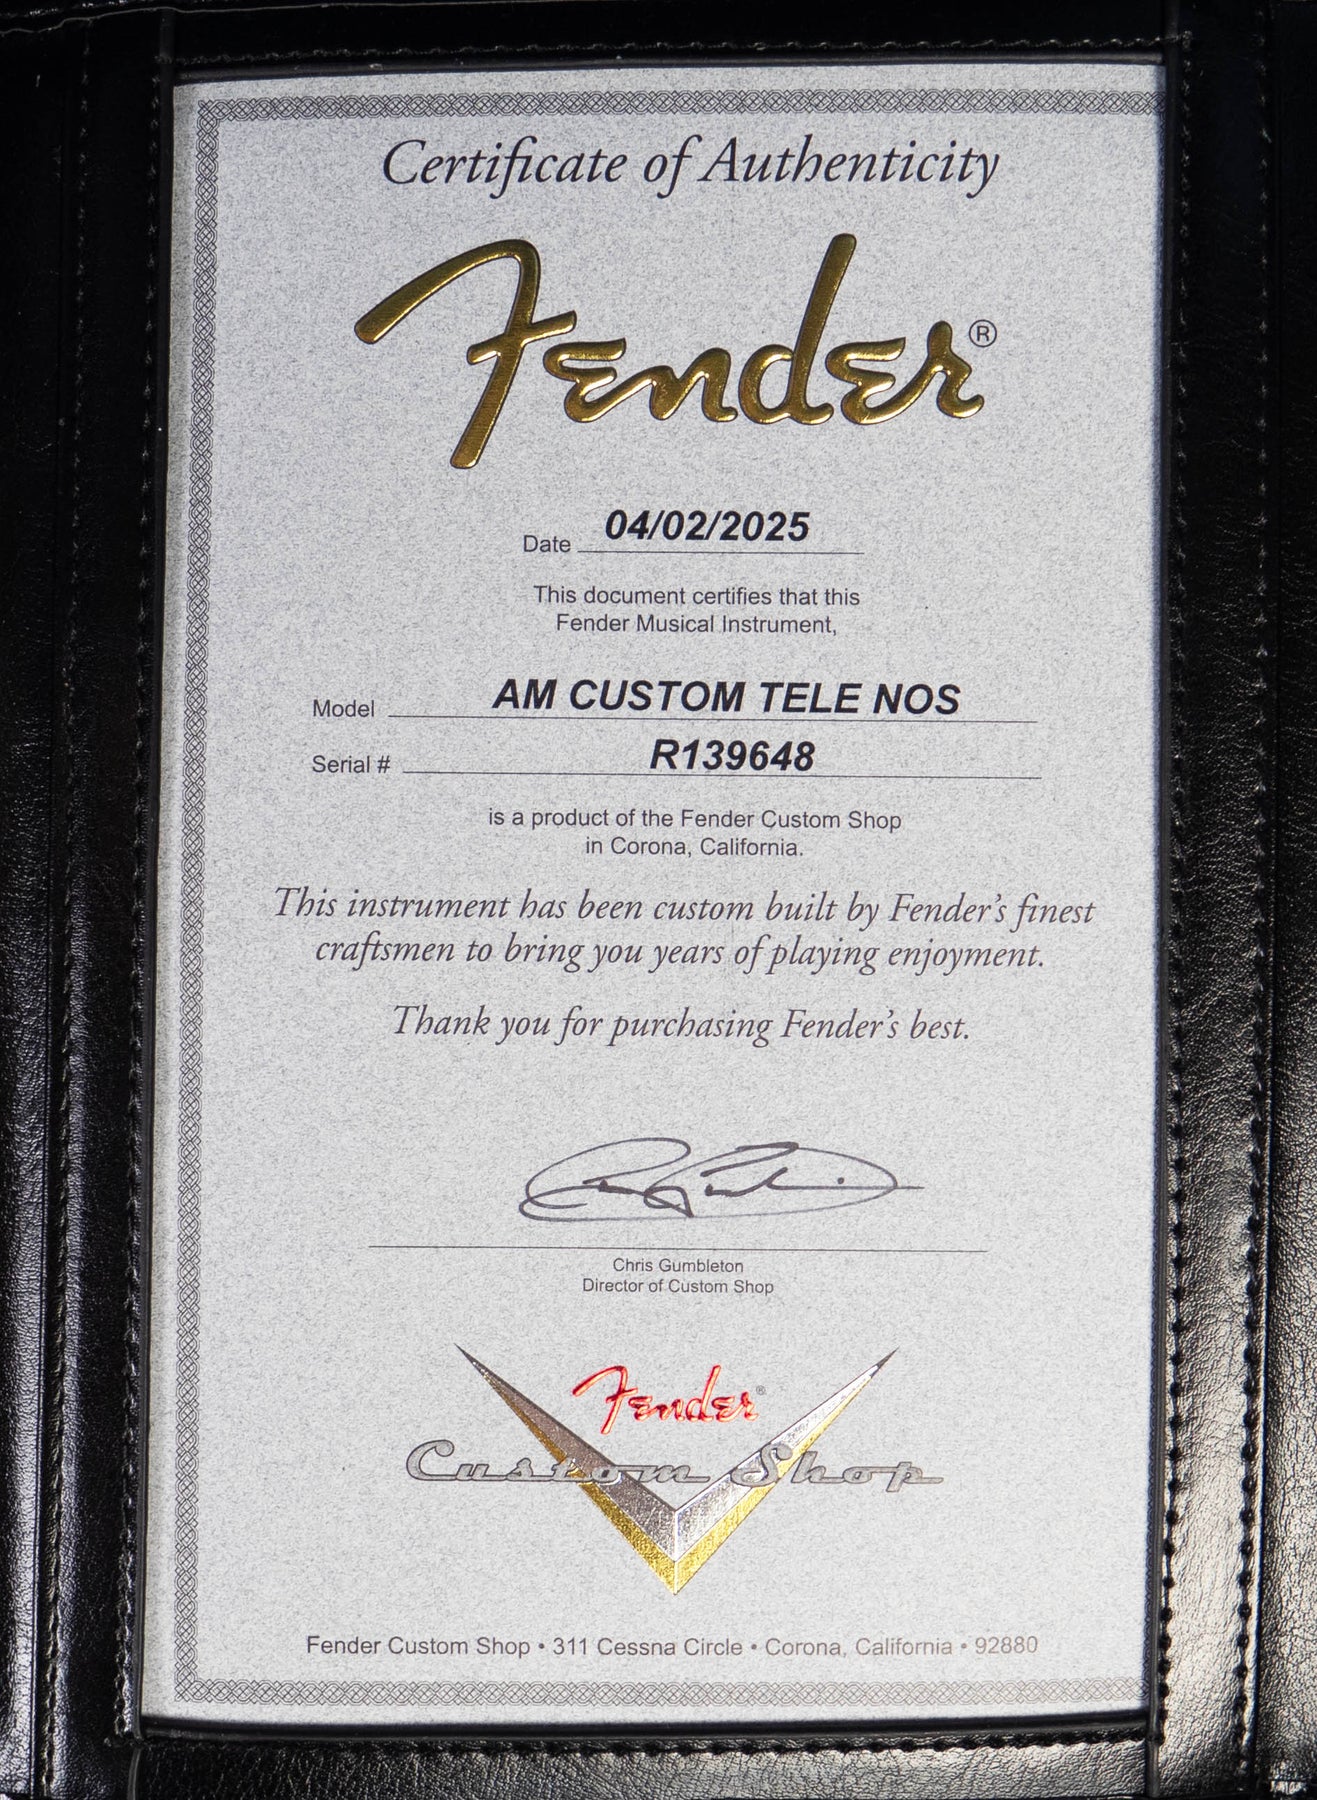 Certificate of Authenticity
Fender®
Date 04/02/2025
This document certifies that this
Fender Musical Instrument,
Model AM CUSTOM TELE NOS
Serial # R139648
is a product of the Fender Custom Shop
in Corona, California.
This instrument has been custom built by Fender's finest
craftsmen to bring you years of playing enjoyment.
Thank you for purchasing Fender's best.
Chris Gumbleton
Director of Custom Shop
Fender®
Custom Shop
Fender Custom Shop • 311 Cessna Circle • Corona, California • 92880